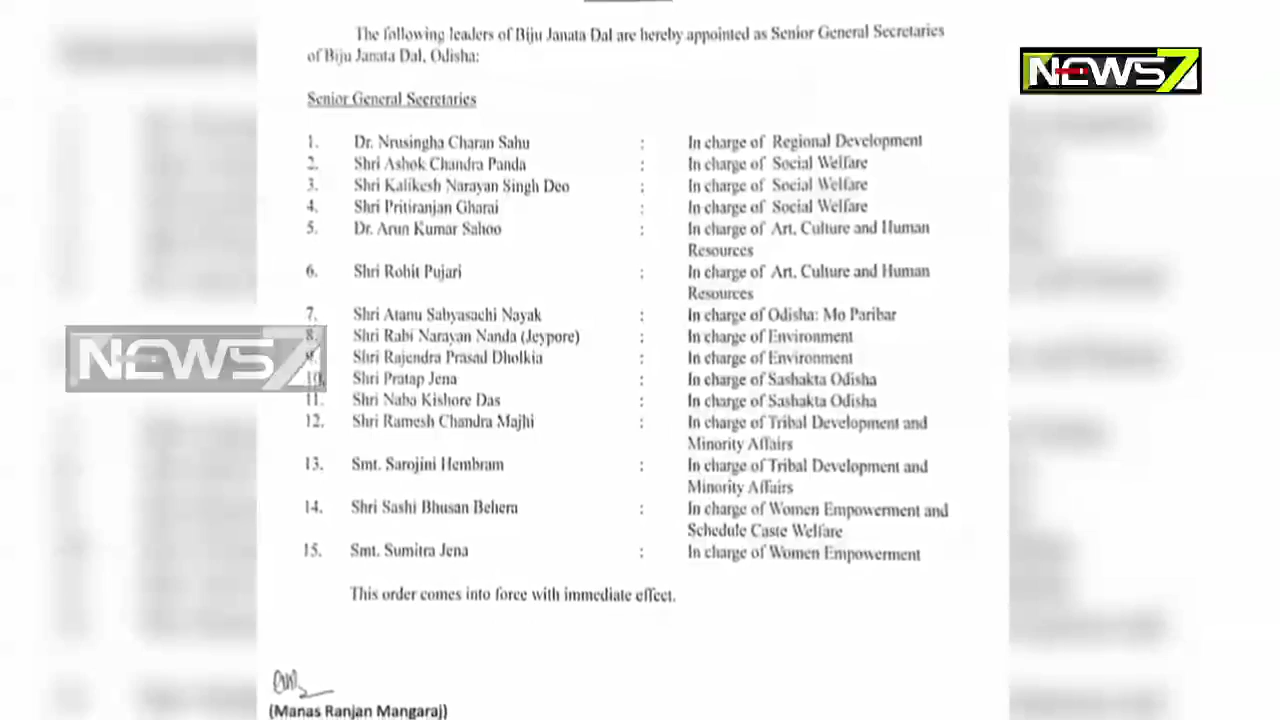 The following leaders of Biju Janata Dal are hereby appointed as Senior General Secretaries
of Biju Janata Dal, Odisha:
NEWS7
Senior General Secretaries
1. Dr. Nrusingha Charan Sahu : In charge of Regional Development
2. Shri Ashok Chandra Panda : In charge of Social Welfare
3. Shri Kalikesh Narayan Singh Deo : In charge of Social Welfare
4. Shri Pritiranjan Gharai : In charge of Social Welfare
5. Dr. Arun Kumar Sahoo : In charge of Art, Culture and Human
Resources
6. Shri Rohit Pujari : In charge of Art, Culture and Human
Resources
7. Shri Atanu Sabyasachi Nayak : In charge of Odisha: Mo Paribar
8. Shri Rabi Narayan Nanda (Jeypore) : In charge of Environment
NEWS7
9. Shri Rajendra Prasad Dholkia : In charge of Environment
10. Shri Pratap Jena : In charge of Sashakta Odisha
11. Shri Naba Kishore Das : In charge of Sashakta Odisha
12. Shri Ramesh Chandra Majhi : In charge of Tribal Development and
Minority Affairs
13. Smt. Sarojini Hembram : In charge of Tribal Development and
Minority Affairs
14. Shri Sashi Bhusan Behera : In charge of Women Empowerment and
Schedule Caste Welfare
15. Smt. Sumitra Jena : In charge of Women Empowerment
This order comes into force with immediate effect.
(Manas Ranjan Mangaraj)